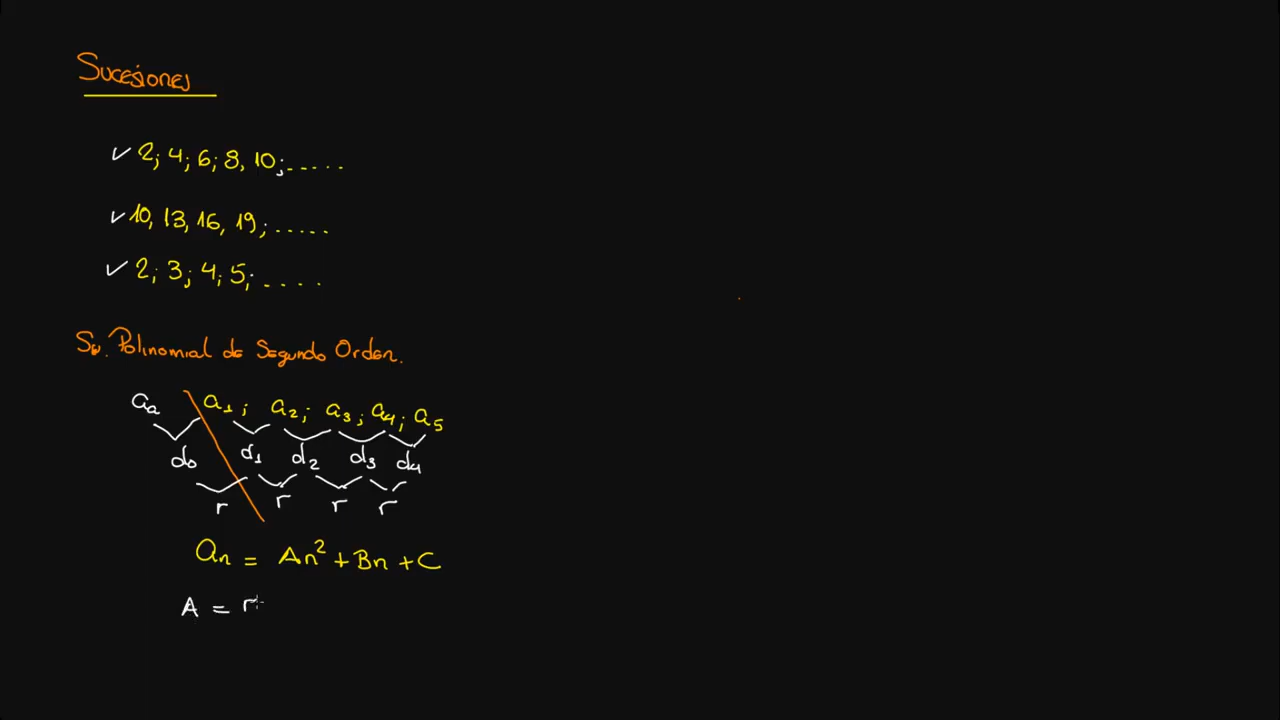 Sucesiones
2; 4; 6; 8, 10; .....
10, 13, 16, 19; .....
2; 3; 4; 5; ....
Su. Polinomial de Segundo Orden.
a₀ a₁; a₂; a₃; a₄; a₅
d₀ d₁ d₂ d₃ d₄
r r r r
aₙ = An² + Bn + C
A = r